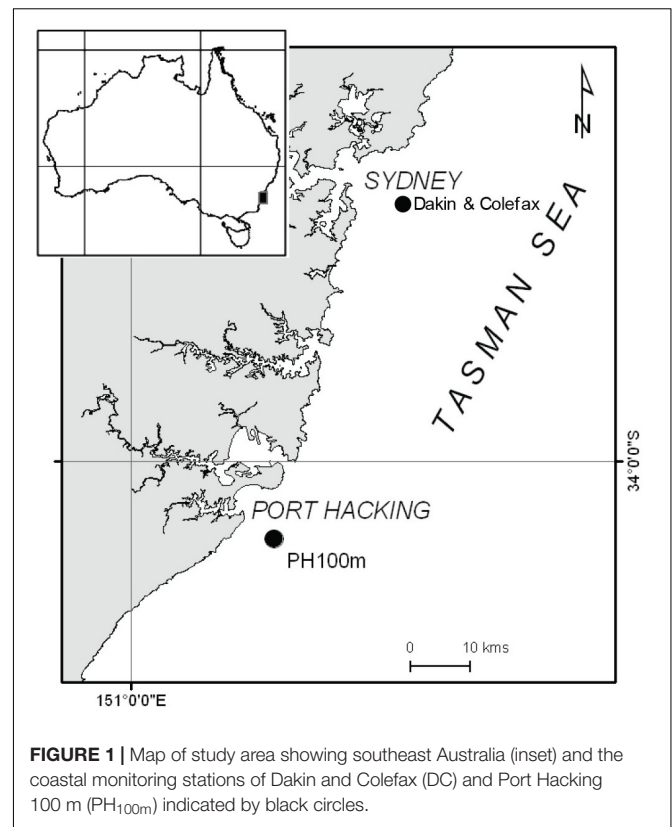 N
SYDNEY
Dakin & Colefax
TASMAN SEA
34°0'0"S
PORT HACKING
PH100m
0 10 kms
151°0'0"E
FIGURE 1 | Map of study area showing southeast Australia (inset) and the
coastal monitoring stations of Dakin and Colefax (DC) and Port Hacking
100 m (PH100m) indicated by black circles.